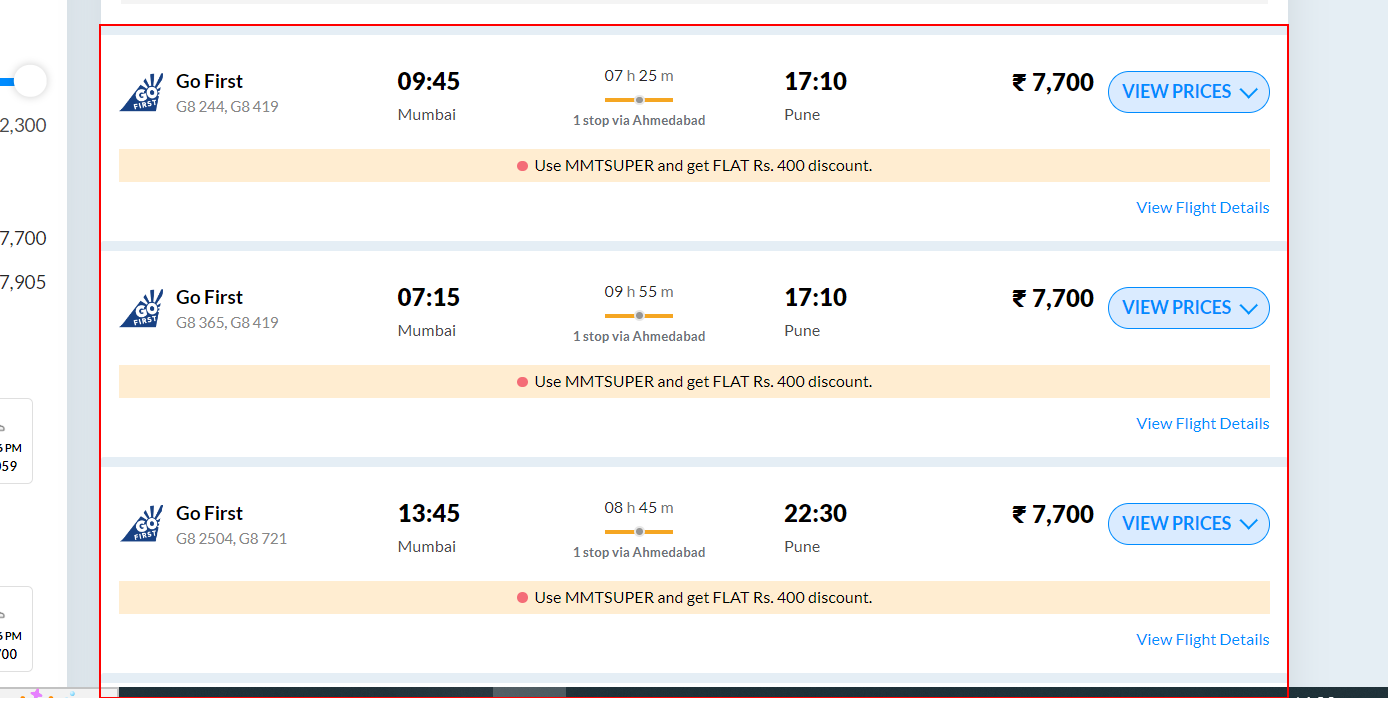 2,300
7,700
7,905
PM
59
PM
00
Go First
G8 244, G8 419
09:45
Mumbai
07 h 25 m
1 stop via Ahmedabad
17:10
Pune
₹ 7,700
VIEW PRICES
GO FIRST
Use MMTSUPER and get FLAT Rs. 400 discount.
View Flight Details
Go First
G8 365, G8 419
07:15
Mumbai
09 h 55 m
1 stop via Ahmedabad
17:10
Pune
₹ 7,700
VIEW PRICES
GO FIRST
Use MMTSUPER and get FLAT Rs. 400 discount.
View Flight Details
Go First
G8 2504, G8 721
13:45
Mumbai
08 h 45 m
1 stop via Ahmedabad
22:30
Pune
₹ 7,700
VIEW PRICES
GO FIRST
Use MMTSUPER and get FLAT Rs. 400 discount.
View Flight Details